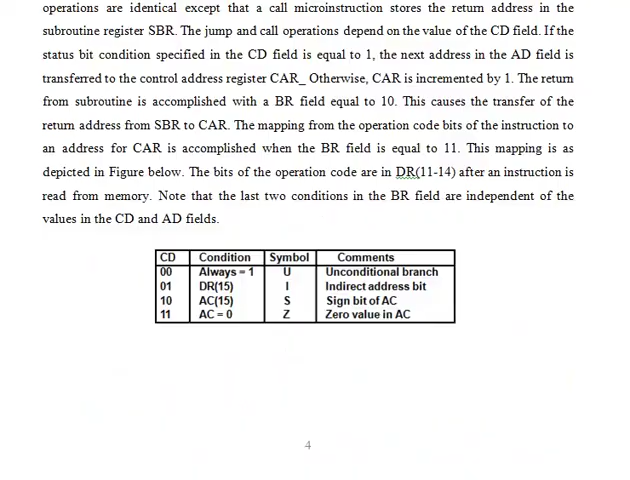 operations are identical except that a call microinstruction stores the return address in the
subroutine register SBR. The jump and call operations depend on the value of the CD field. If the
status bit condition specified in the CD field is equal to 1, the next address in the AD field is
transferred to the control address register CAR_ Otherwise, CAR is incremented by 1. The return
from subroutine is accomplished with a BR field equal to 10. This causes the transfer of the
return address from SBR to CAR. The mapping from the operation code bits of the instruction to
an address for CAR is accomplished when the BR field is equal to 11. This mapping is as
depicted in Figure below. The bits of the operation code are in DR(11-14) after an instruction is
read from memory. Note that the last two conditions in the BR field are independent of the
values in the CD and AD fields.
CD Condition Symbol Comments
00 Always = 1 U Unconditional branch
01 DR(15) I Indirect address bit
10 AC(15) S Sign bit of AC
11 AC = 0 Z Zero value in AC
4